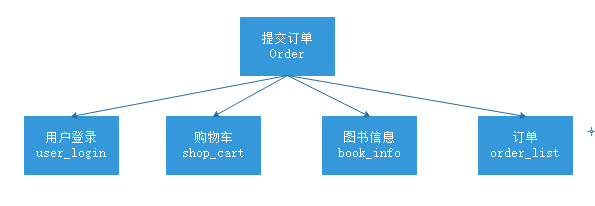 提交订单
Order
用户登录
user_login
购物车
shop_cart
图书信息
book_info
订单
order_list